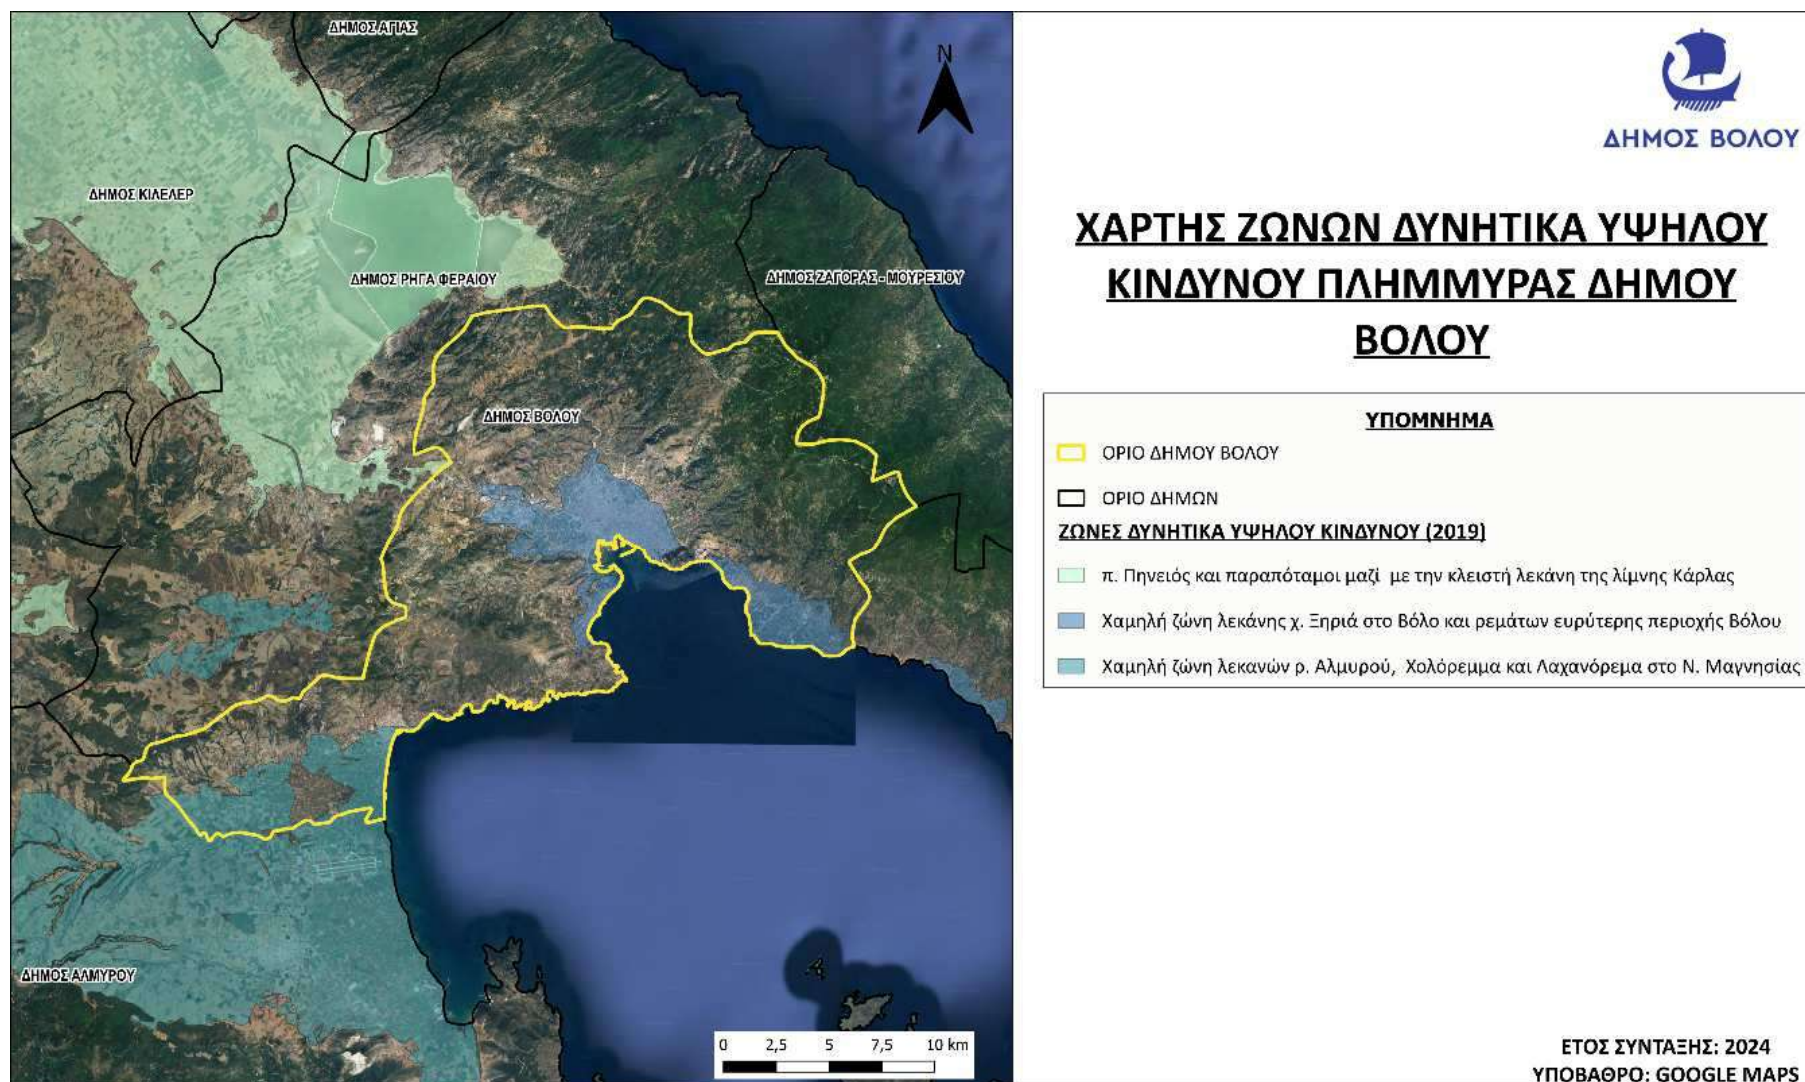 ΔΗΜΟΣ ΑΓΙΑΣ
N
ΔΗΜΟΣ ΚΙΛΕΛΕΡ
ΔΗΜΟΣ ΡΗΓΑ ΦΕΡΑΙΟΥ
ΔΗΜΟΣ ΖΑΓΟΡΑΣ - ΜΟΥΡΕΣΙΟΥ
ΔΗΜΟΣ ΒΟΛΟΥ
ΔΗΜΟΣ ΑΛΜΥΡΟΥ
0 2,5 5 7,5 10 km
ΔΗΜΟΣ ΒΟΛΟΥ
ΧΑΡΤΗΣ ΖΩΝΩΝ ΔΥΝΗΤΙΚΑ ΥΨΗΛΟΥ
ΚΙΝΔΥΝΟΥ ΠΛΗΜΜΥΡΑΣ ΔΗΜΟΥ
ΒΟΛΟΥ
ΥΠΟΜΝΗΜΑ
ΟΡΙΟ ΔΗΜΟΥ ΒΟΛΟΥ
ΟΡΙΟ ΔΗΜΩΝ
ΖΩΝΕΣ ΔΥΝΗΤΙΚΑ ΥΨΗΛΟΥ ΚΙΝΔΥΝΟΥ (2019)
π. Πηνειός και παραπόταμοι μαζί με την κλειστή λεκάνη της λίμνης Κάρλας
Χαμηλή ζώνη λεκάνης χ. Ξηριά στο Βόλο και ρεμάτων ευρύτερης περιοχής Βόλου
Χαμηλή ζώνη λεκανών ρ. Αλμυρού, Χολόρεμμα και Λαχανόρεμα στο Ν. Μαγνησίας
ΕΤΟΣ ΣΥΝΤΑΞΗΣ: 2024
ΥΠΟΒΑΘΡΟ: GOOGLE MAPS